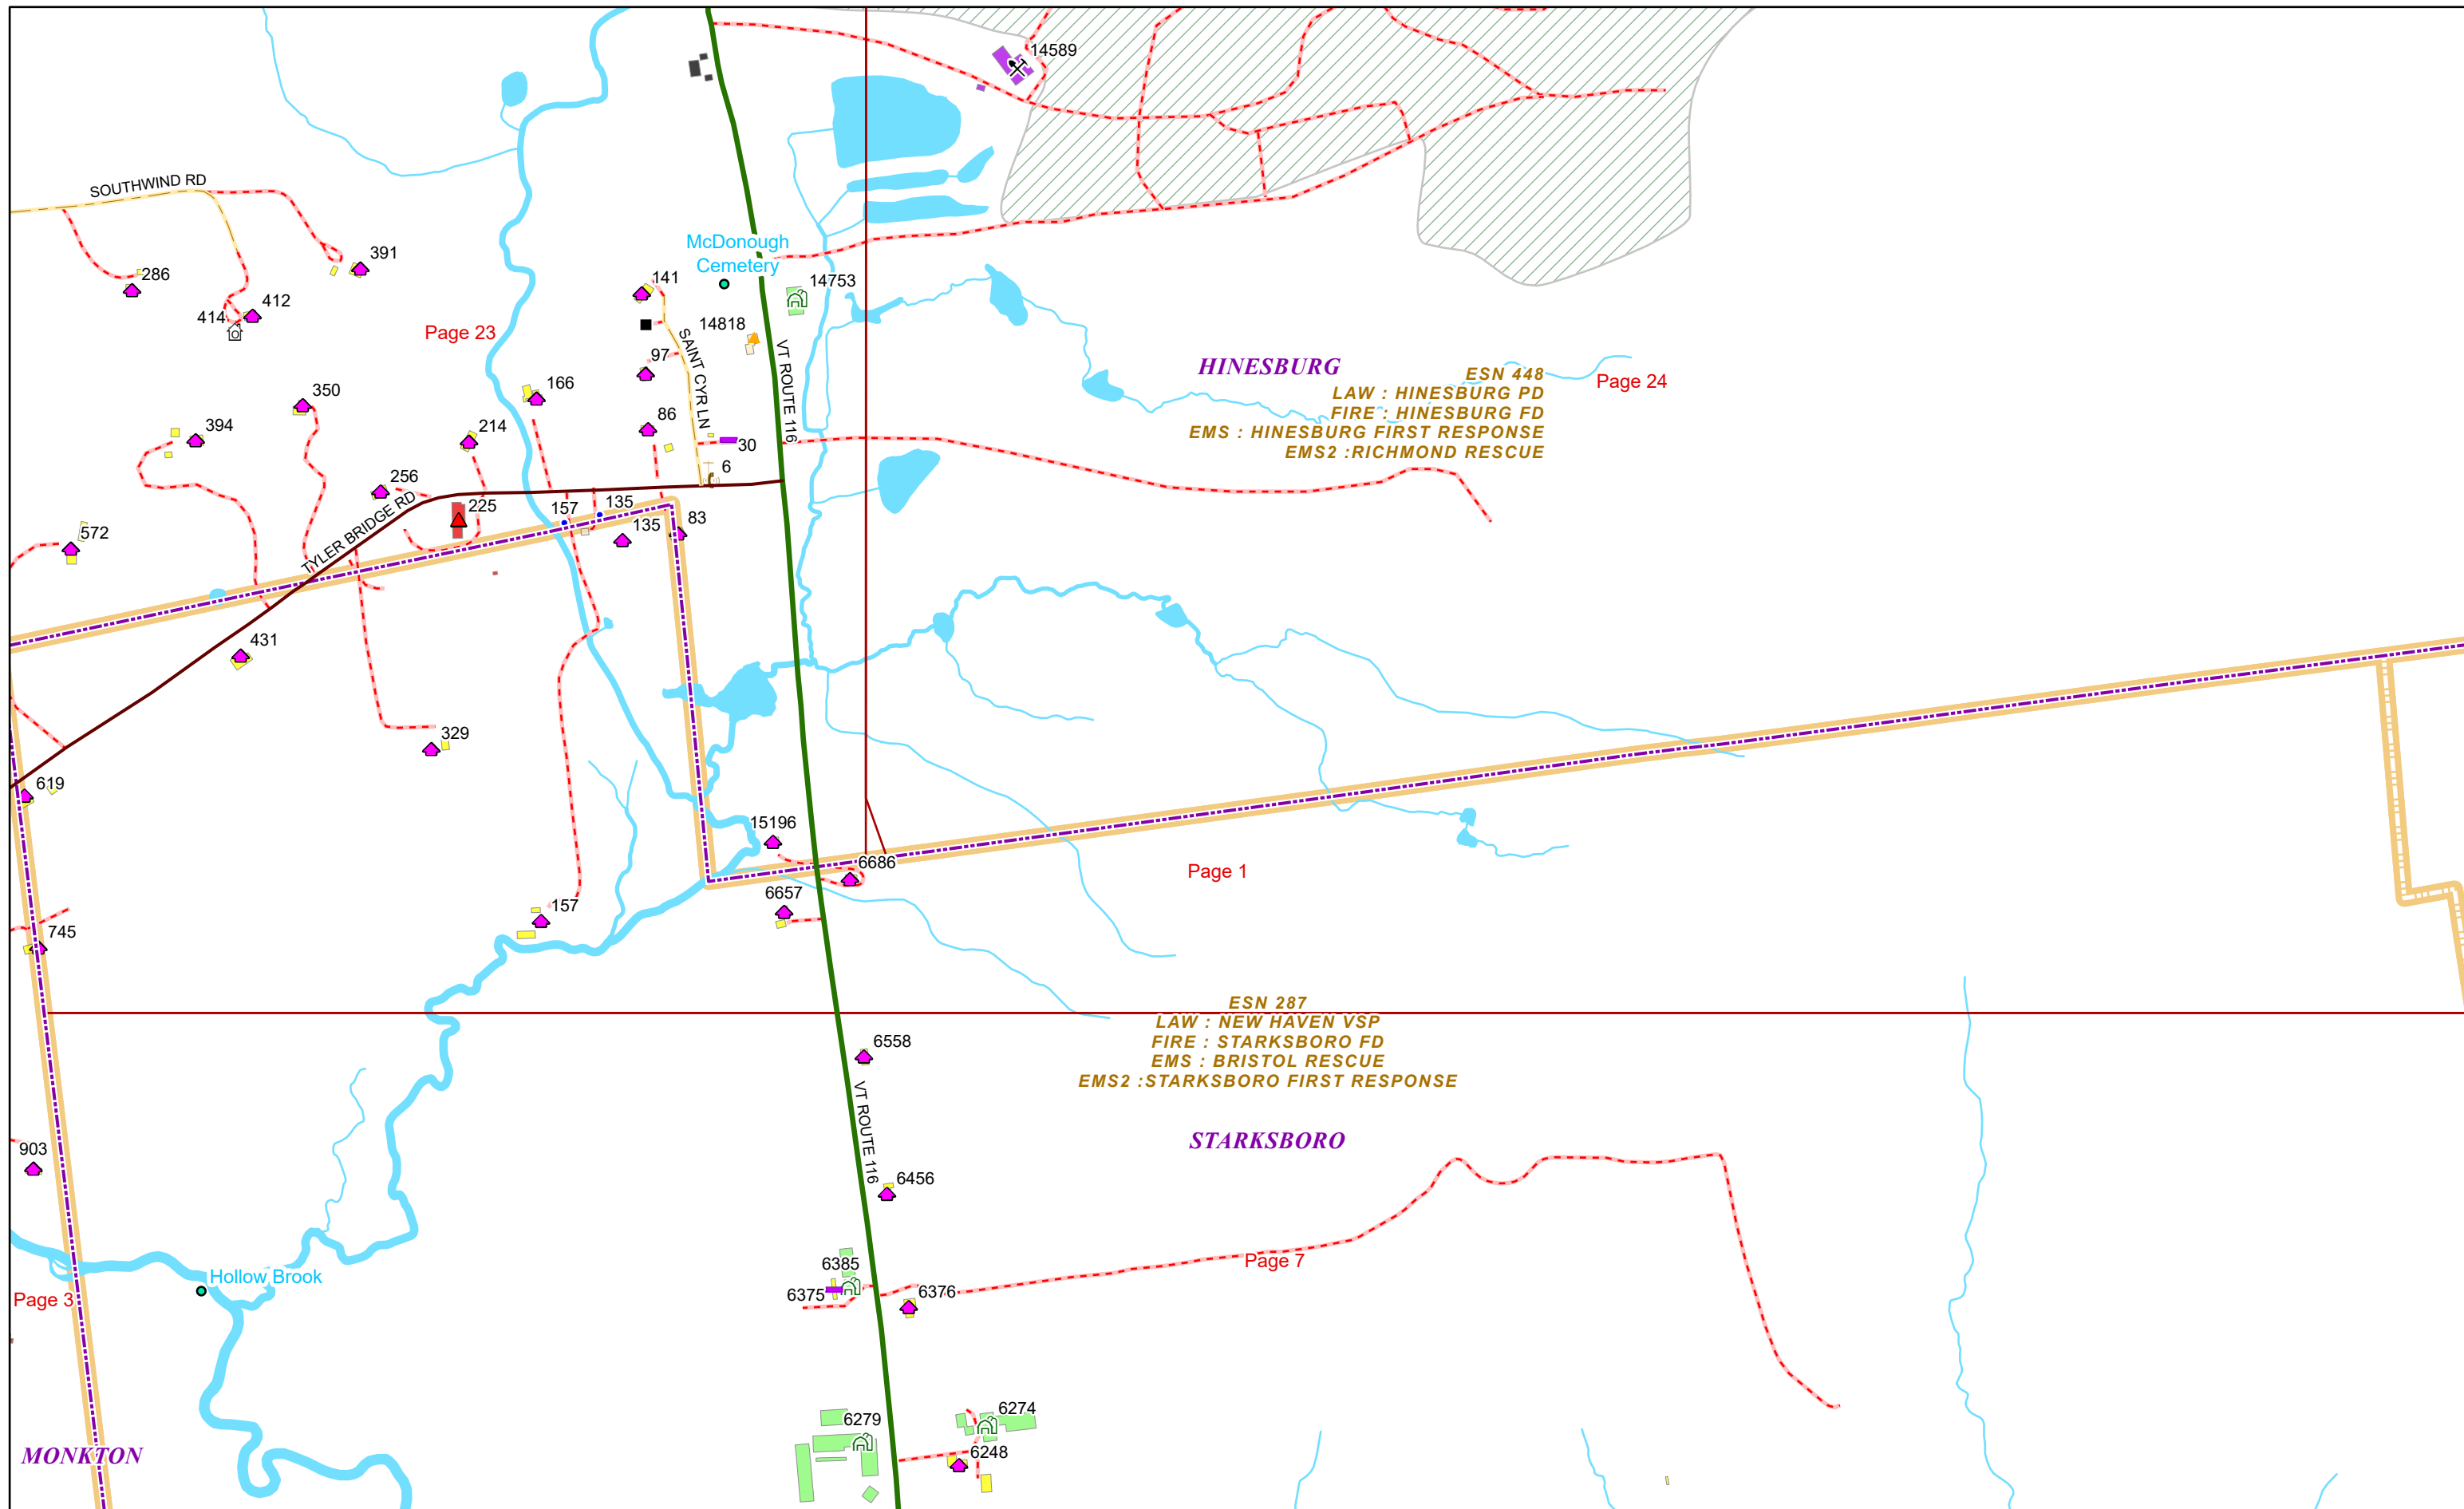 14589
SOUTHWIND RD
391
286
McDonough
Cemetery
141
14753
412
414
Page 23
14818
SAINT CYR LN
VT ROUTE 116
97
HINESBURG
ESN 448
LAW : HINESBURG PD
FIRE : HINESBURG FD
EMS : HINESBURG FIRST RESPONSE
EMS2 :RICHMOND RESCUE
Page 24
166
350
394
214
86
30
6
256
225
157
135
135
83
TYLER BRIDGE RD
572
431
329
619
15196
6686
Page 1
6657
157
745
ESN 287
LAW : NEW HAVEN VSP
FIRE : STARKSBORO FD
EMS : BRISTOL RESCUE
EMS2 :STARKSBORO FIRST RESPONSE
6558
VT ROUTE 116
STARKSBORO
903
6456
Page 7
6385
6375
6376
Hollow Brook
Page 3
6279
6274
6248
MONKTON